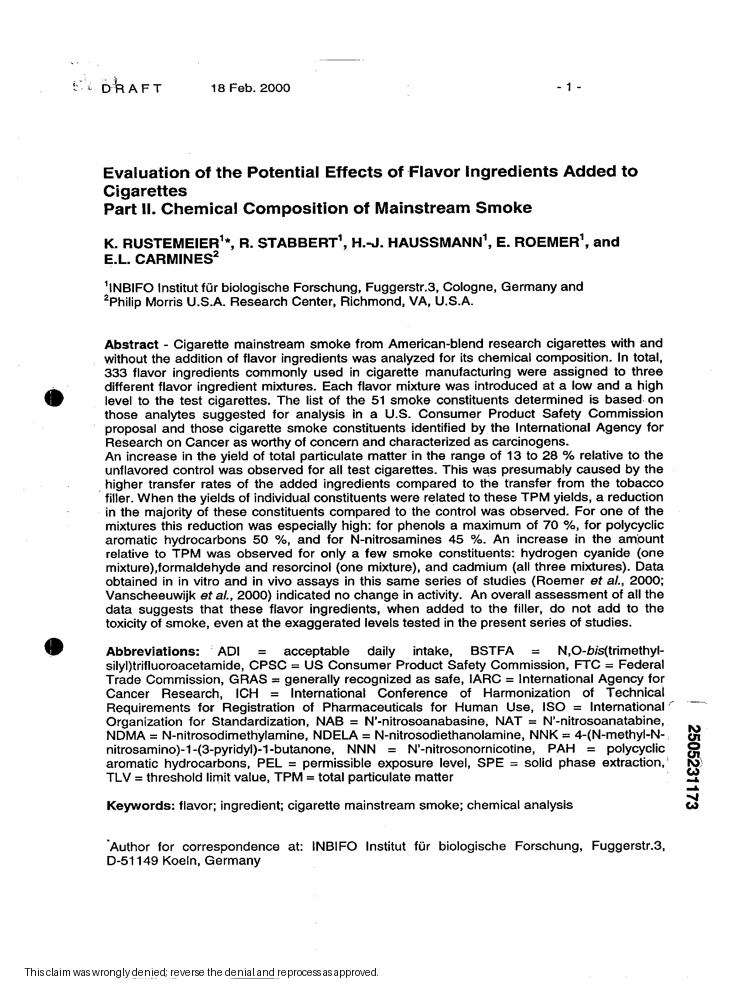 DRAFT 18 Feb. 2000 - 1 -
Evaluation of the Potential Effects of Flavor Ingredients Added to
Cigarettes
Part II. Chemical Composition of Mainstream Smoke
K. RUSTEMEIER1*, R. STABBERT1, H.-J. HAUSSMANN1, E. ROEMER1, and
E.L. CARMINES2
1INBIFO Institut für biologische Forschung, Fuggerstr.3, Cologne, Germany and
2Philip Morris U.S.A. Research Center, Richmond, VA, U.S.A.
Abstract - Cigarette mainstream smoke from American-blend research cigarettes with and
without the addition of flavor ingredients was analyzed for its chemical composition. In total,
333 flavor ingredients commonly used in cigarette manufacturing were assigned to three
different flavor ingredient mixtures. Each flavor mixture was introduced at a low and a high
level to the test cigarettes. The list of the 51 smoke constituents determined is based on
those analytes suggested for analysis in a U.S. Consumer Product Safety Commission
proposal and those cigarette smoke constituents identified by the International Agency for
Research on Cancer as worthy of concern and characterized as carcinogens.
An increase in the yield of total particulate matter in the range of 13 to 28 % relative to the
unflavored control was observed for all test cigarettes. This was presumably caused by the
higher transfer rates of the added ingredients compared to the transfer from the tobacco
filler. When the yields of individual constituents were related to these TPM yields, a reduction
in the majority of these constituents compared to the control was observed. For one of the
mixtures this reduction was especially high: for phenols a maximum of 70 %, for polycyclic
aromatic hydrocarbons 50 %, and for N-nitrosamines 45 %. An increase in the amount
relative to TPM was observed for only a few smoke constituents: hydrogen cyanide (one
mixture),formaldehyde and resorcinol (one mixture), and cadmium (all three mixtures). Data
obtained in in vitro and in vivo assays in this same series of studies (Roemer et al., 2000;
Vanscheeuwijk et al., 2000) indicated no change in activity. An overall assessment of all the
data suggests that these flavor ingredients, when added to the filler, do not add to the
toxicity of smoke, even at the exaggerated levels tested in the present series of studies.
Abbreviations: ADI = acceptable daily intake, BSTFA = N,O-bis(trimethyl-
silyl)trifluoroacetamide, CPSC = US Consumer Product Safety Commission, FTC = Federal
Trade Commission, GRAS = generally recognized as safe, IARC = International Agency for
Cancer Research, ICH = International Conference of Harmonization of Technical
Requirements for Registration of Pharmaceuticals for Human Use, ISO = International
Organization for Standardization, NAB = N'-nitrosoanabasine, NAT = N'-nitrosoanatabine,
NDMA = N-nitrosodimethylamine, NDELA = N-nitrosodiethanolamine, NNK = 4-(N-methyl-N-
nitrosamino)-1-(3-pyridyl)-1-butanone, NNN = N'-nitrosonornicotine, PAH = polycyclic
aromatic hydrocarbons, PEL = permissible exposure level, SPE = solid phase extraction,
TLV = threshold limit value, TPM = total particulate matter
2505231173
Keywords: flavor; ingredient; cigarette mainstream smoke; chemical analysis
*Author for correspondence at: INBIFO Institut für biologische Forschung, Fuggerstr.3,
D-51149 Koeln, Germany
This claim was wrongly denied; reverse the denial and reprocess as approved.